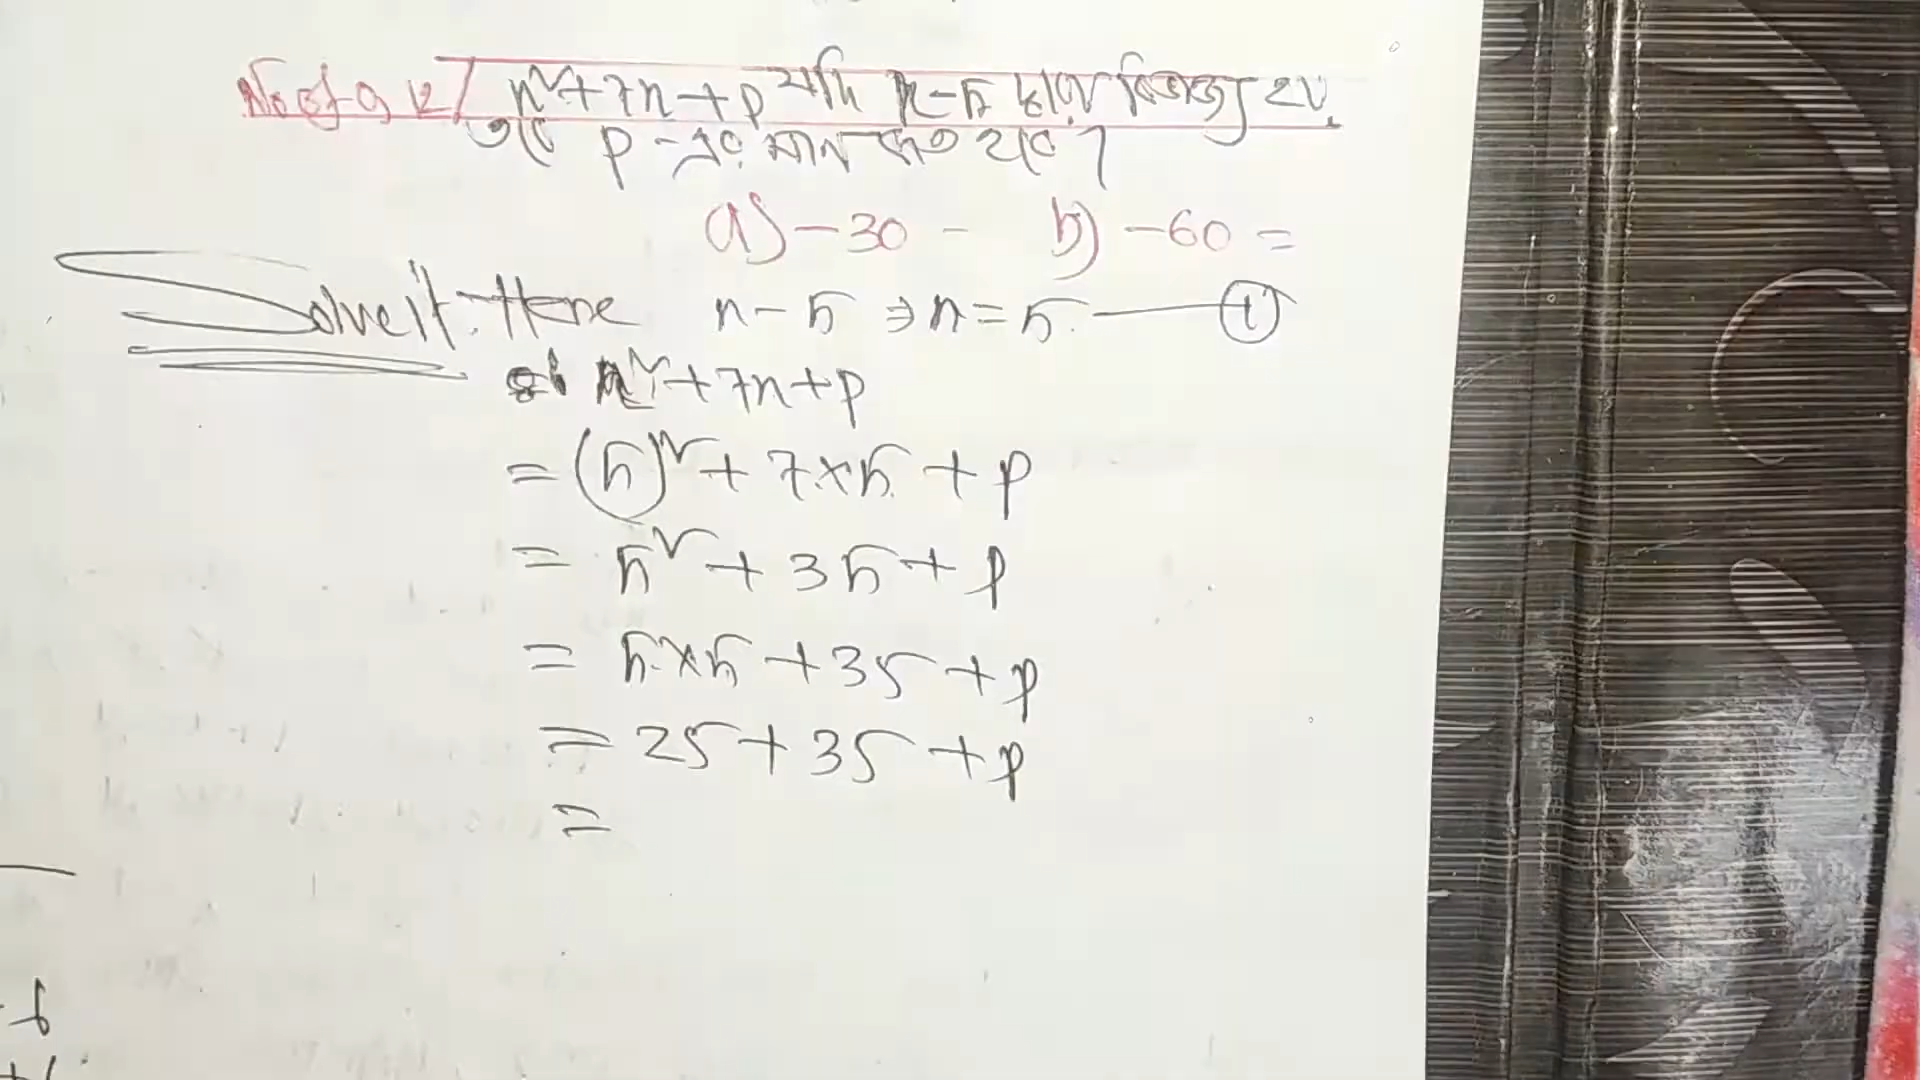 x²+7x+p যদি x-5 দ্বারা বিভাজ্য হয়.
তবে p-এর মান কত হবে?
a) -30 - b) -60 =
Solve it: Here x-5 ⇒ x=5 —— ①
x²+7x+p
= (5)²+7×5+p
= 5²+35+p
= 5×5+35+p
= 25+35+p
=